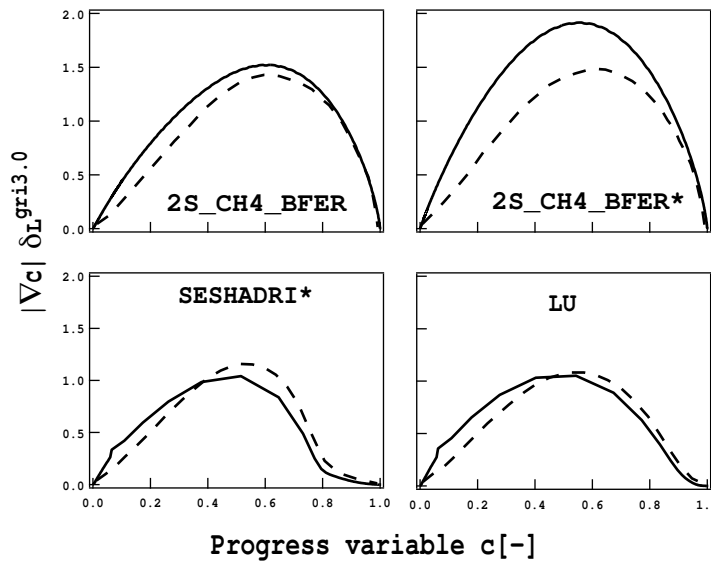 |∇c| δL^gri3.0
2.0
1.5
1.0
0.5
0.0
2S_CH4_BFER
2S_CH4_BFER*
2.0
1.0
0.5
0.0
0.0 0.2 0.4 0.6 0.8 1.0
SESHADRI*
0.0 0.2 0.4 0.6 0.8 1.
LU
Progress variable c[-]